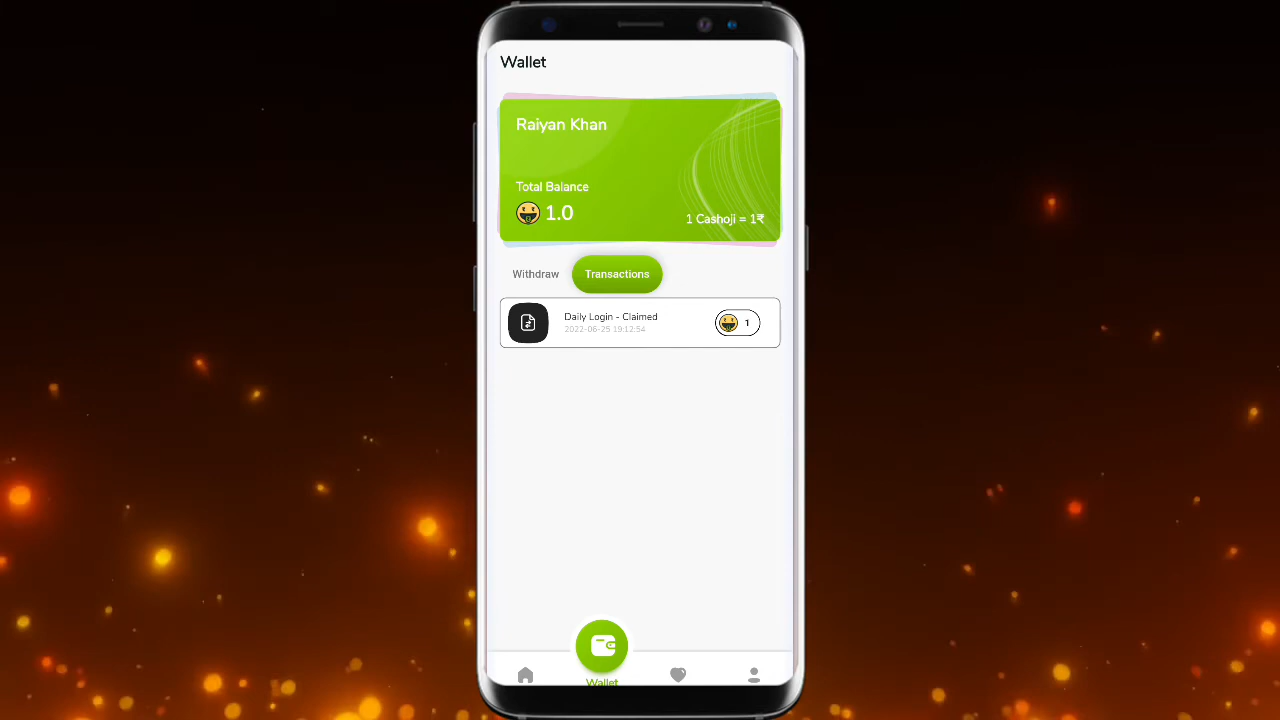 Wallet
Raiyan Khan
Total Balance
1.0
1 Cashoji = 1₹
Withdraw
Transactions
Daily Login - Claimed
2022-06-25 19:12:54
1
Wallet